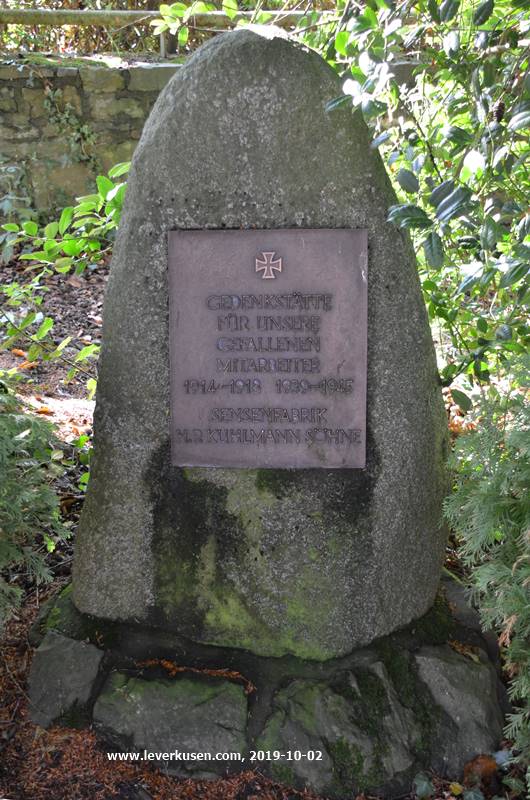 GEDENKSTÄTTE
FÜR UNSERE
GEFALLENEN
MITARBEITER
1914-1918 1939-1945
SENSENFABRIK
H.P. KUHLMANN SÖHNE
www.leverkusen.com, 2019-10-02